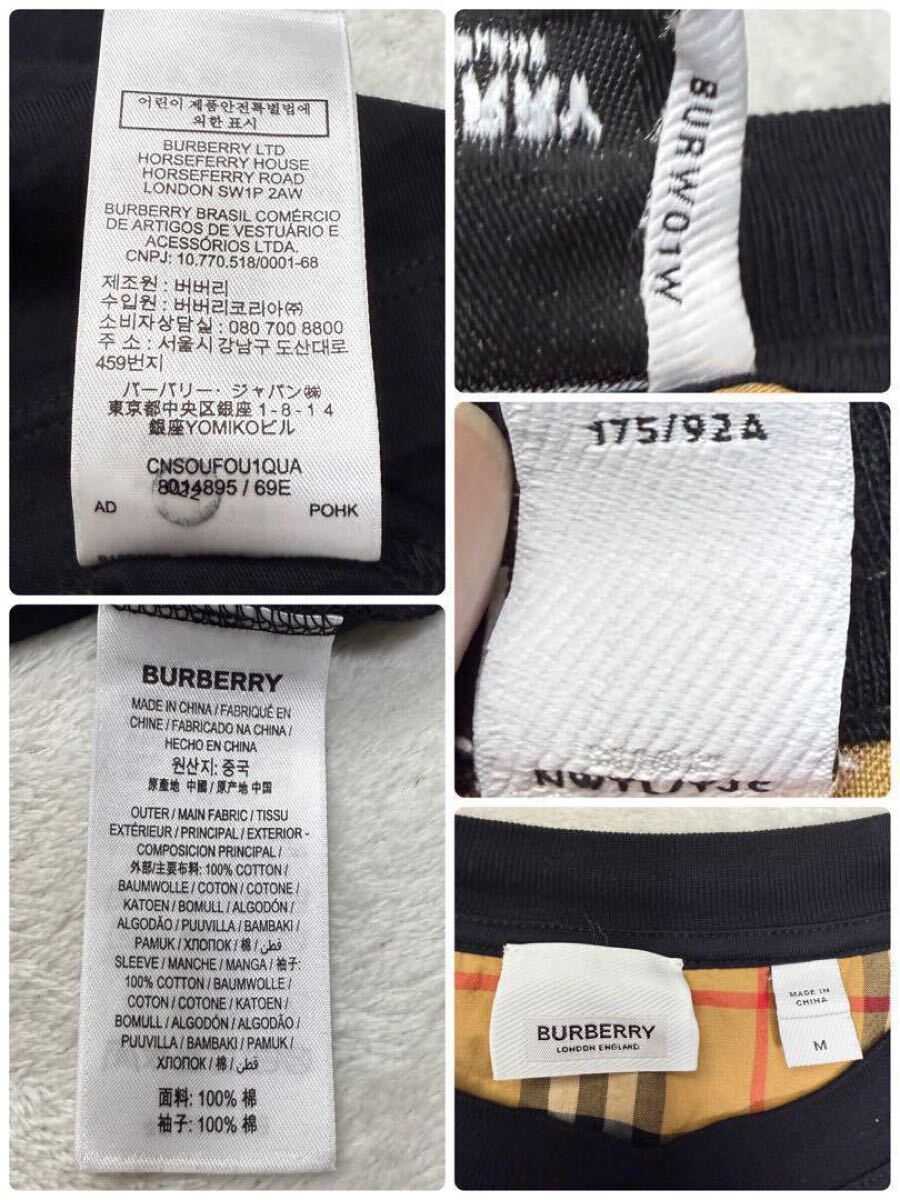 어린이 제품안전특별법에
의한 표시
BURBERRY LTD
HORSEFERRY HOUSE
HORSEFERRY ROAD
LONDON SW1P 2AW
BURBERRY BRASIL COMÉRCIO
DE ARTIGOS DE VESTUÁRIO E
ACESSÓRIOS LTDA.
CNPJ: 10.770.518/0001-68
제조원 : 버버리
수입원 : 버버리코리아㈜
소비자상담실 : 080 700 8800
주 소 : 서울시 강남구 도산대로
459번지
バーバリー・ジャパン㈱
東京都中央区銀座 1 - 8 - 1 4
銀座YOMIKOビル
CNSOUFOU1QUA
8014895 / 69E
AD POHK
BURW01W
175/92A
BURBERRY
MADE IN CHINA / FABRIQUÉ EN
CHINE / FABRICADO NA CHINA /
HECHO EN CHINA
원산지: 중국
原產地 中國 / 原产地 中国
OUTER / MAIN FABRIC / TISSU
EXTÉRIEUR / PRINCIPAL / EXTERIOR -
COMPOSICION PRINCIPAL /
外部/主要布料: 100% COTTON /
BAUMWOLLE / COTON / COTONE /
KATOEN / BOMULL / ALGODÓN /
ALGODÃO / PUUVILLA / BAMBAKI /
PAMUK / ХЛОПОК / 棉 / قطن /
SLEEVE / MANCHE / MANGA / 袖子:
100% COTTON / BAUMWOLLE /
COTON / COTONE / KATOEN /
BOMULL / ALGODÓN / ALGODÃO /
PUUVILLA / BAMBAKI / PAMUK /
ХЛОПОК / 棉 / قطن /
面料: 100% 棉
袖子: 100% 棉
BURBERRY
LONDON ENGLAND
MADE IN
CHINA
M